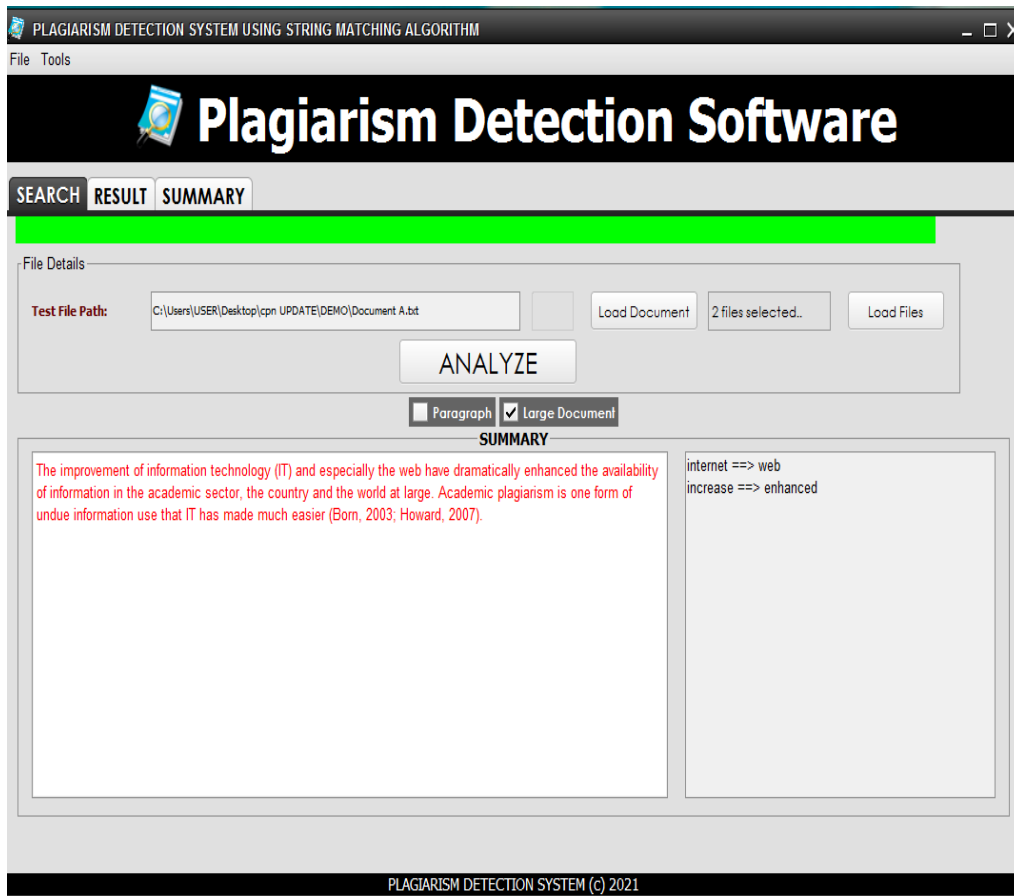 PLAGIARISM DETECTION SYSTEM USING STRING MATCHING ALGORITHM
File Tools
Plagiarism Detection Software
SEARCH RESULT SUMMARY
File Details
Test File Path: C:\Users\USER\Desktop\cpn UPDATE\DEMO\Document A.txt Load Document 2 files selected.. Load Files
ANALYZE
Paragraph Large Document
SUMMARY
The improvement of information technology (IT) and especially the web have dramatically enhanced the availability
of information in the academic sector, the country and the world at large. Academic plagiarism is one form of
undue information use that IT has made much easier (Born, 2003; Howard, 2007).
internet ==> web
increase ==> enhanced
PLAGIARISM DETECTION SYSTEM (c) 2021